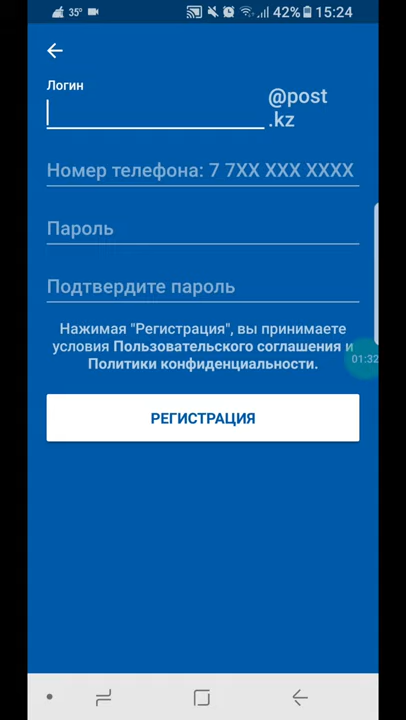 35° 42% 15:24
Логин
@post
.kz
Номер телефона: 7 7XX XXX XXXX
Пароль
Подтвердите пароль
Нажимая "Регистрация", вы принимаете
условия Пользовательского соглашения и
Политики конфиденциальности.
01:32
РЕГИСТРАЦИЯ